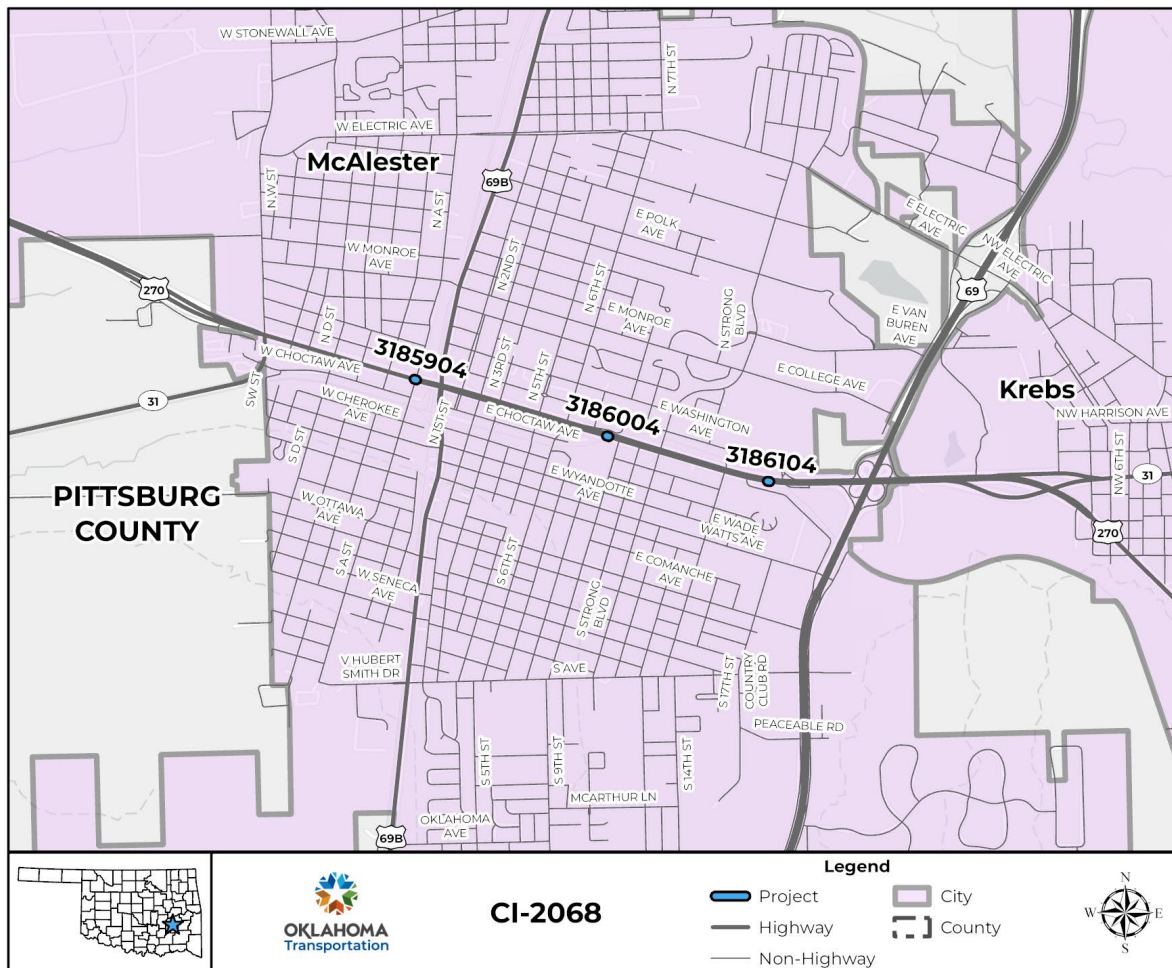 W STONEWALL AVE
N 7TH ST
W ELECTRIC AVE
McAlester
69B
N W ST
N A ST
E POLK
AVE
E ELECTRIC
AVE
NW ELECTRIC
AVE
W MONROE
AVE
N 2ND ST
N 6TH ST
E MONROE
AVE
N STRONG
BLVD
270
69
E VAN
BUREN
AVE
N D ST
W CHOCTAW AVE
3185904
N 3RD ST
N 5TH ST
E COLLEGE AVE
Krebs
31
SW ST
W CHEROKEE
AVE
N 1ST ST
E CHOCTAW AVE
3186004
E WASHINGTON
AVE
NW HARRISON AVE
3186104
NW 6TH ST
31
S D ST
E WYANDOTTE
AVE
PITTSBURG
COUNTY
W OTTAWA
AVE
E WADE
WATTS AVE
270
S A ST
W SENECA
AVE
S 6TH ST
E COMANCHE
AVE
S STRONG
BLVD
V HUBERT
SMITH DR
S AVE
S 17TH ST
COUNTRY
CLUB RD
PEACEABLE RD
S 5TH ST
S 9TH ST
S 14TH ST
MCARTHUR LN
OKLAHOMA
AVE
69B
OKLAHOMA
Transportation
CI-2068
Legend
Project
City
Highway
County
Non-Highway
N
W
E
S